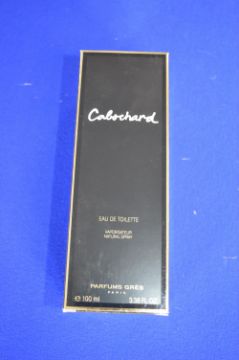 Cabochard
EAU DE TOILETTE
VAPORISATEUR
NATURAL SPRAY
PARFUMS GRÈS
PARIS
e 100 ml 3.38 FL. OZ.